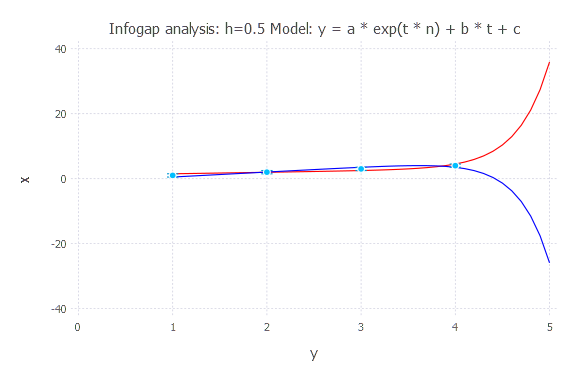 Infogap analysis: h=0.5 Model: y = a * exp(t * n) + b * t + c
40
20
0
-20
-40
x
0 1 2 3 4 5
y